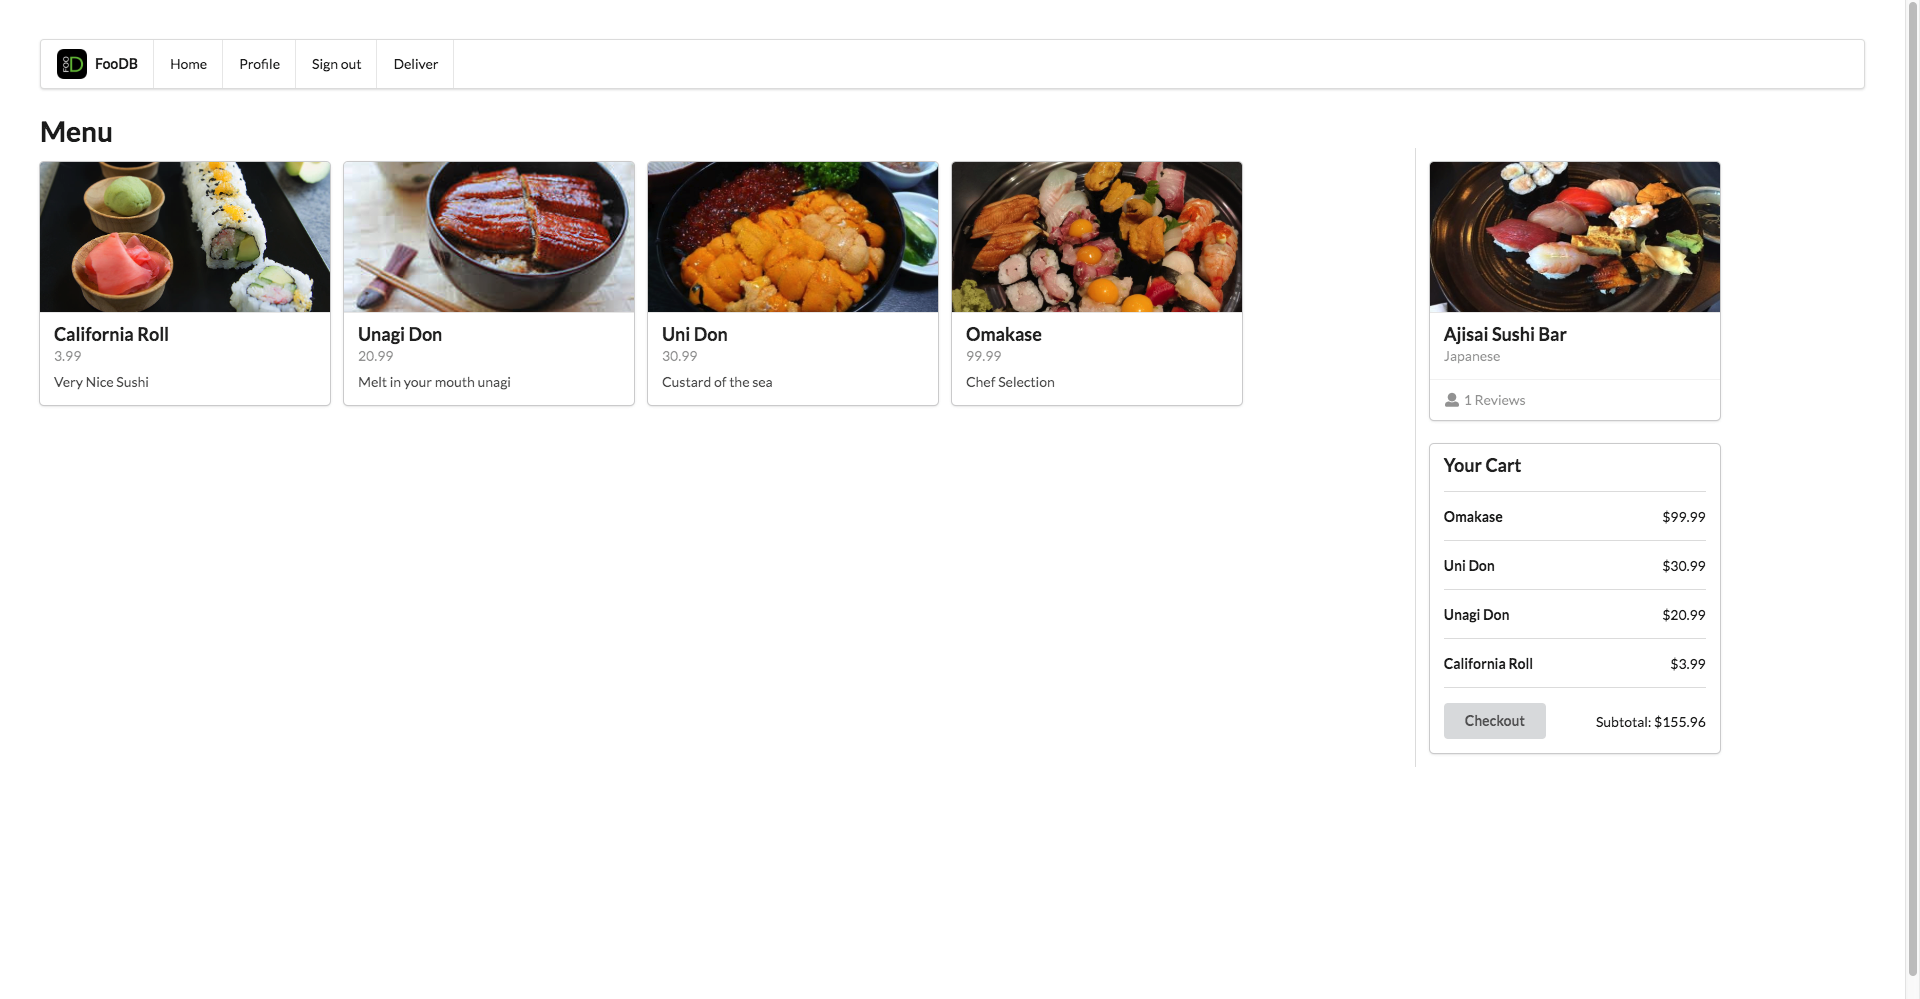 FOO D FooDB Home Profile Sign out Deliver
Menu
California Roll
3.99
Very Nice Sushi
Unagi Don
20.99
Melt in your mouth unagi
Uni Don
30.99
Custard of the sea
Omakase
99.99
Chef Selection
Ajisai Sushi Bar
Japanese
1 Reviews
Your Cart
Omakase $99.99
Uni Don $30.99
Unagi Don $20.99
California Roll $3.99
Checkout Subtotal: $155.96